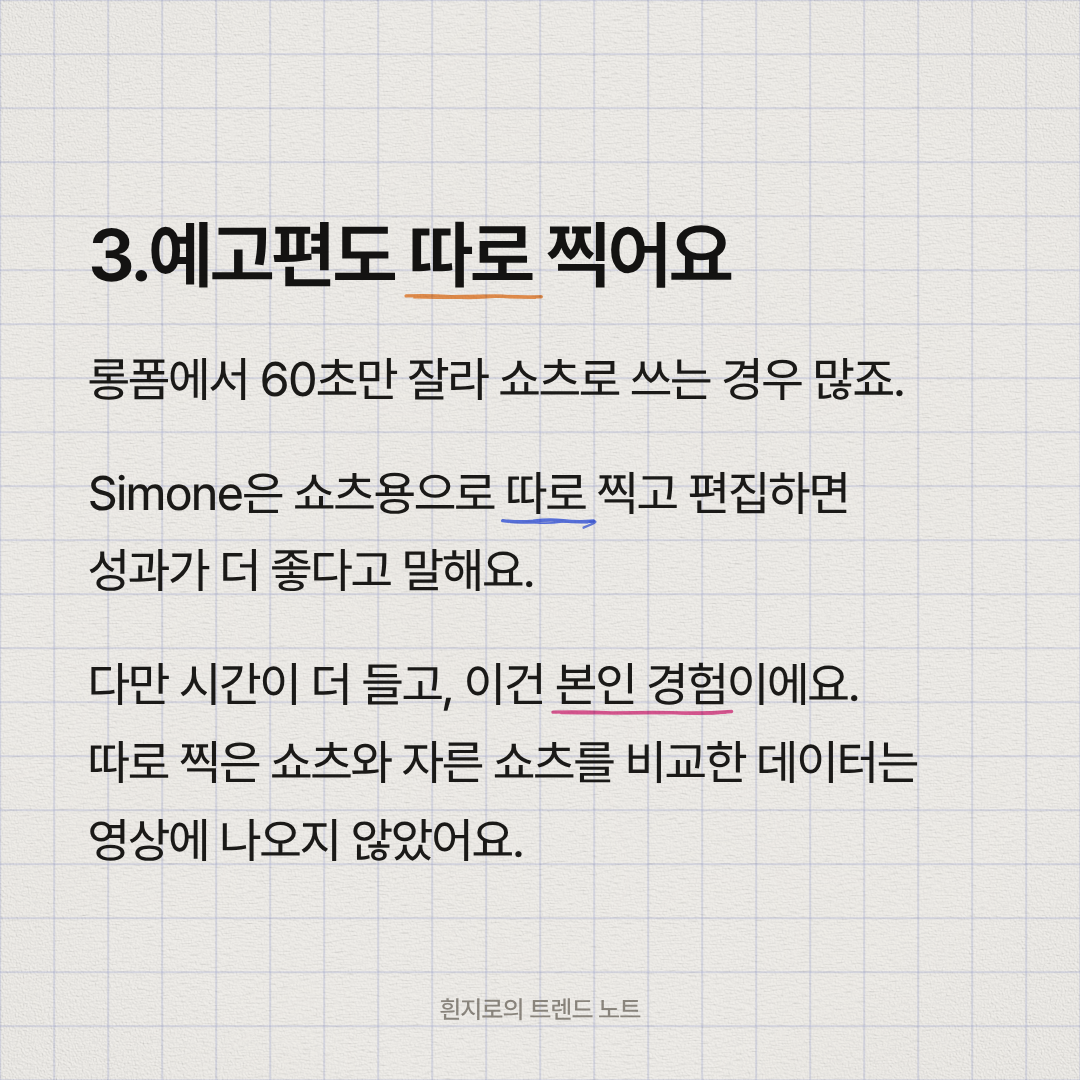 3.예고편도 따로 찍어요
롱폼에서 60초만 잘라 쇼츠로 쓰는 경우 많죠.
Simone은 쇼츠용으로 따로 찍고 편집하면
성과가 더 좋다고 말해요.
다만 시간이 더 들고, 이건 본인 경험이에요.
따로 찍은 쇼츠와 자른 쇼츠를 비교한 데이터는
영상에 나오지 않았어요.
흰지로의 트렌드 노트